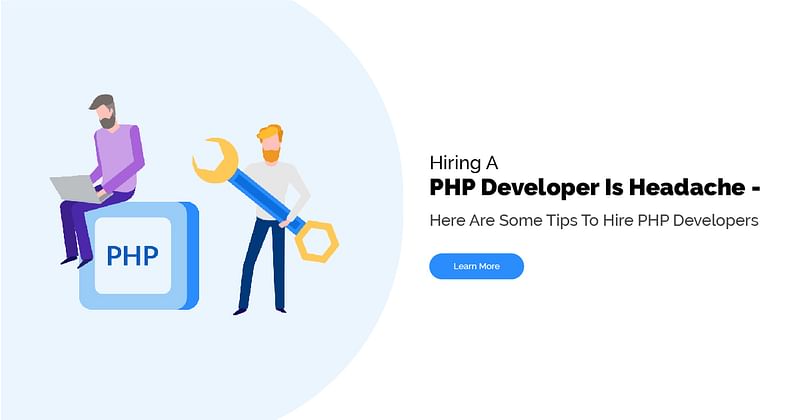 PHP
Hiring A
PHP Developer Is Headache -
Here Are Some Tips To Hire PHP Developers
Learn More